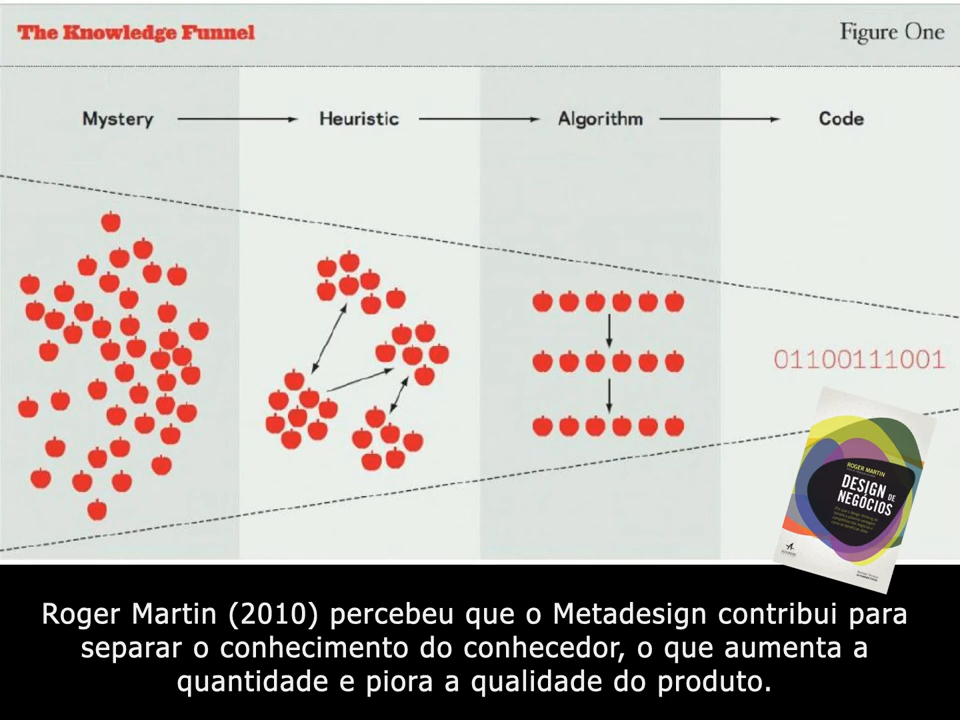 The Knowledge Funnel
Figure One
Mystery
Heuristic
Algorithm
Code
01100111001
ROGER MARTIN
DESIGN DE
NEGÓCIOS
Roger Martin (2010) percebeu que o Metadesign contribui para
separar o conhecimento do conhecedor, o que aumenta a
quantidade e piora a qualidade do produto.